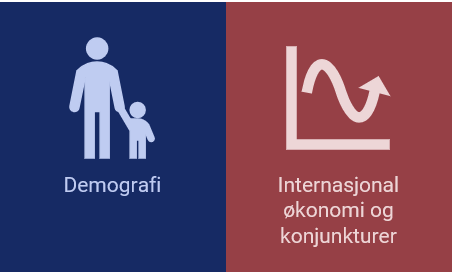 Demografi
Internasjonal
økonomi og
konjunkturer